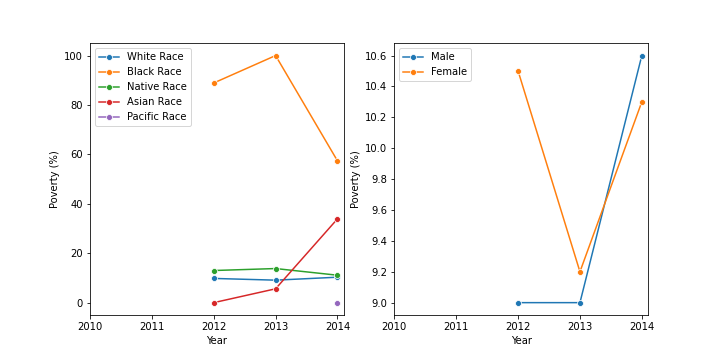 100
80
60
40
20
0
Poverty (%)
White Race
Black Race
Native Race
Asian Race
Pacific Race
2010
2011
2012
2013
2014
Year
10.6
10.4
10.2
10.0
9.8
9.6
9.4
9.2
9.0
Poverty (%)
Male
Female
2010
2011
2012
2013
2014
Year